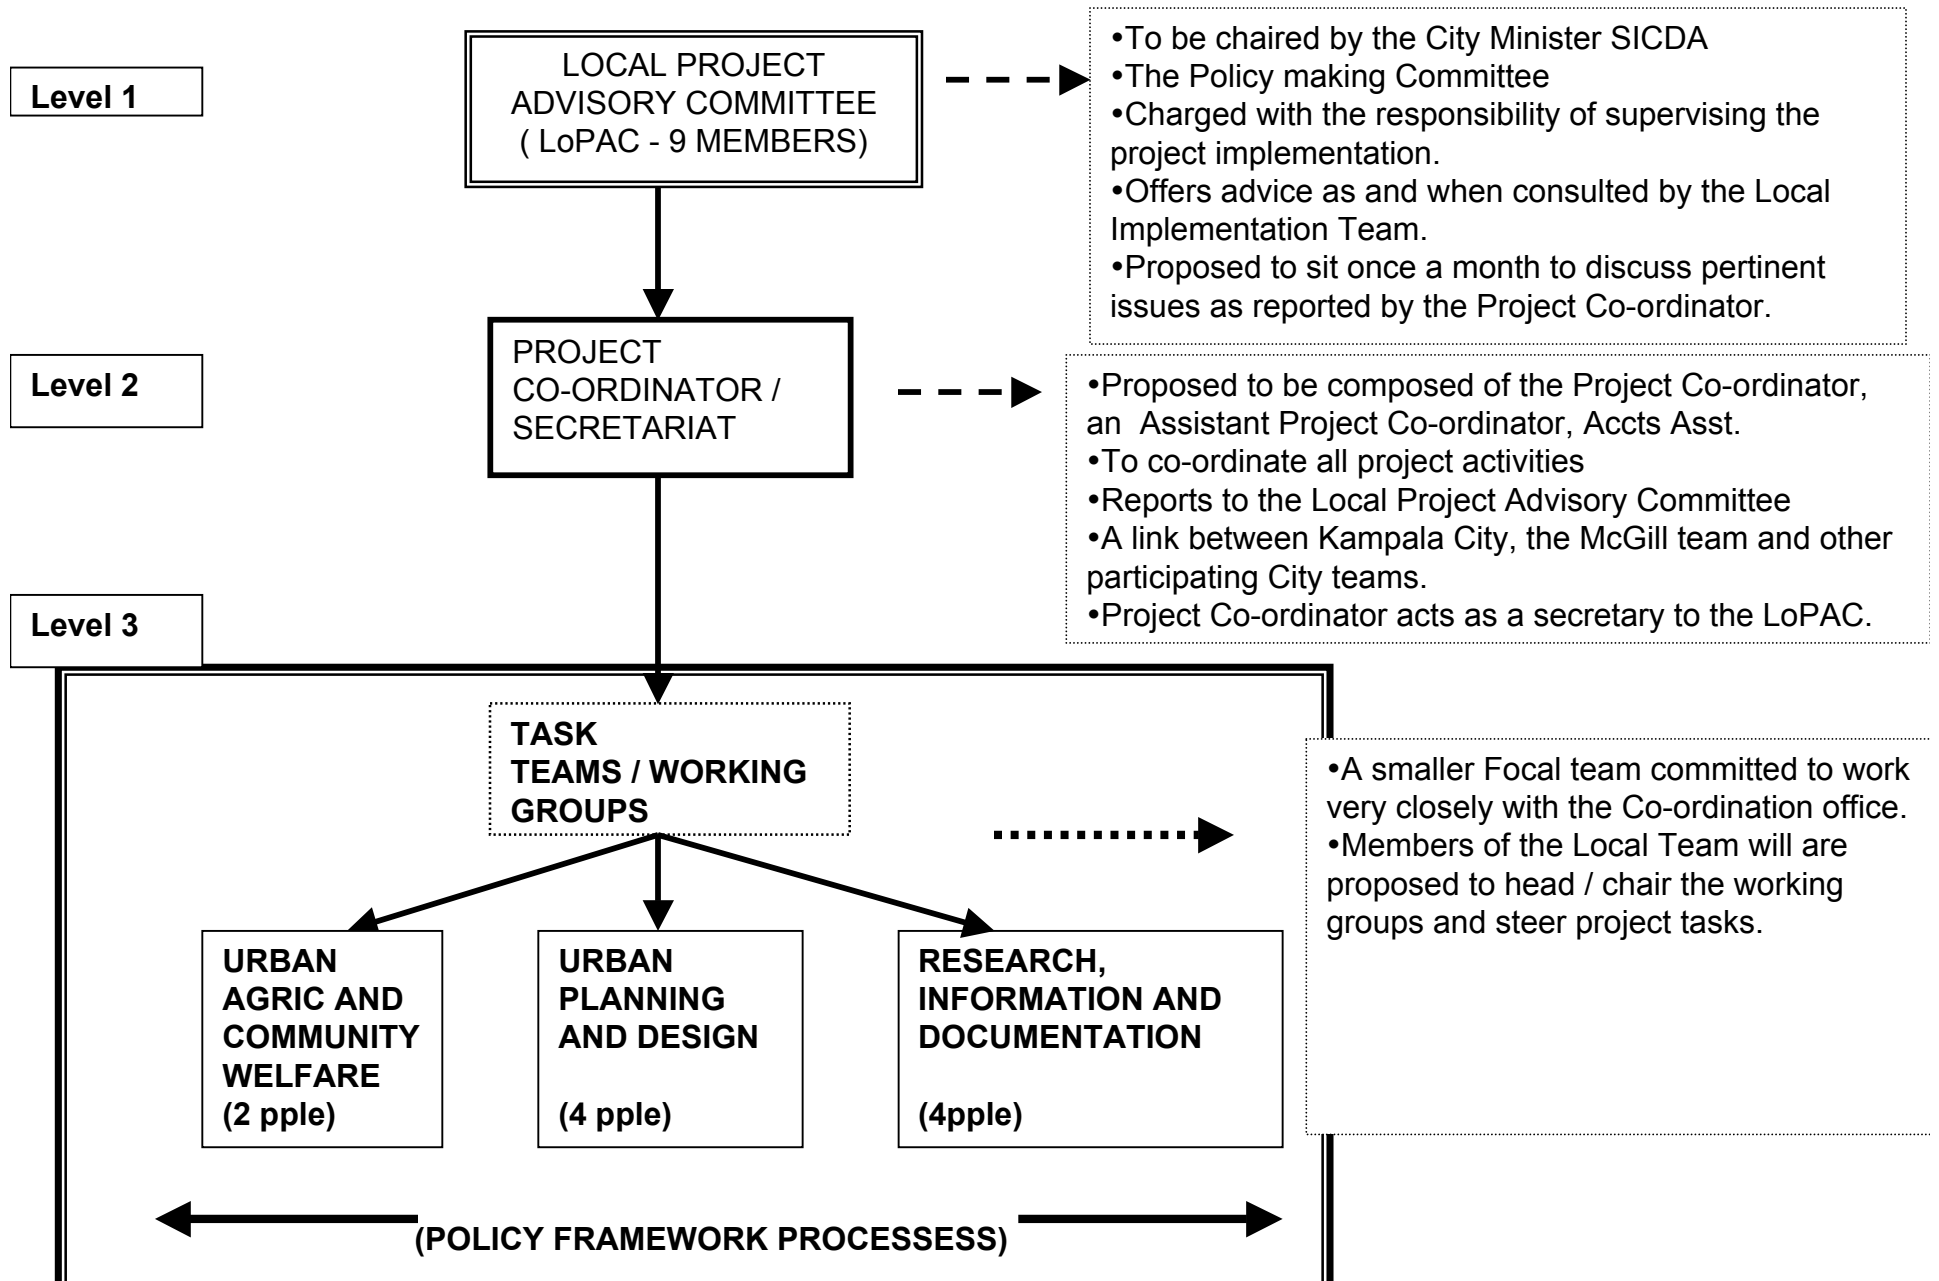 Level 1
LOCAL PROJECT
ADVISORY COMMITTEE
( LoPAC - 9 MEMBERS)
•To be chaired by the City Minister SICDA
•The Policy making Committee
•Charged with the responsibility of supervising the
project implementation.
•Offers advice as and when consulted by the Local
Implementation Team.
•Proposed to sit once a month to discuss pertinent
issues as reported by the Project Co-ordinator.
Level 2
PROJECT
CO-ORDINATOR /
SECRETARIAT
•Proposed to be composed of the Project Co-ordinator,
an  Assistant Project Co-ordinator, Accts Asst.
•To co-ordinate all project activities
•Reports to the Local Project Advisory Committee
•A link between Kampala City, the McGill team and other
participating City teams.
•Project Co-ordinator acts as a secretary to the LoPAC.
Level 3
TASK
TEAMS / WORKING
GROUPS
•A smaller Focal team committed to work
very closely with the Co-ordination office.
•Members of the Local Team will are
proposed to head / chair the working
groups and steer project tasks.
URBAN
AGRIC AND
COMMUNITY
WELFARE
(2 pple)
URBAN
PLANNING
AND DESIGN
(4 pple)
RESEARCH,
INFORMATION AND
DOCUMENTATION
(4pple)
(POLICY FRAMEWORK PROCESSESS)